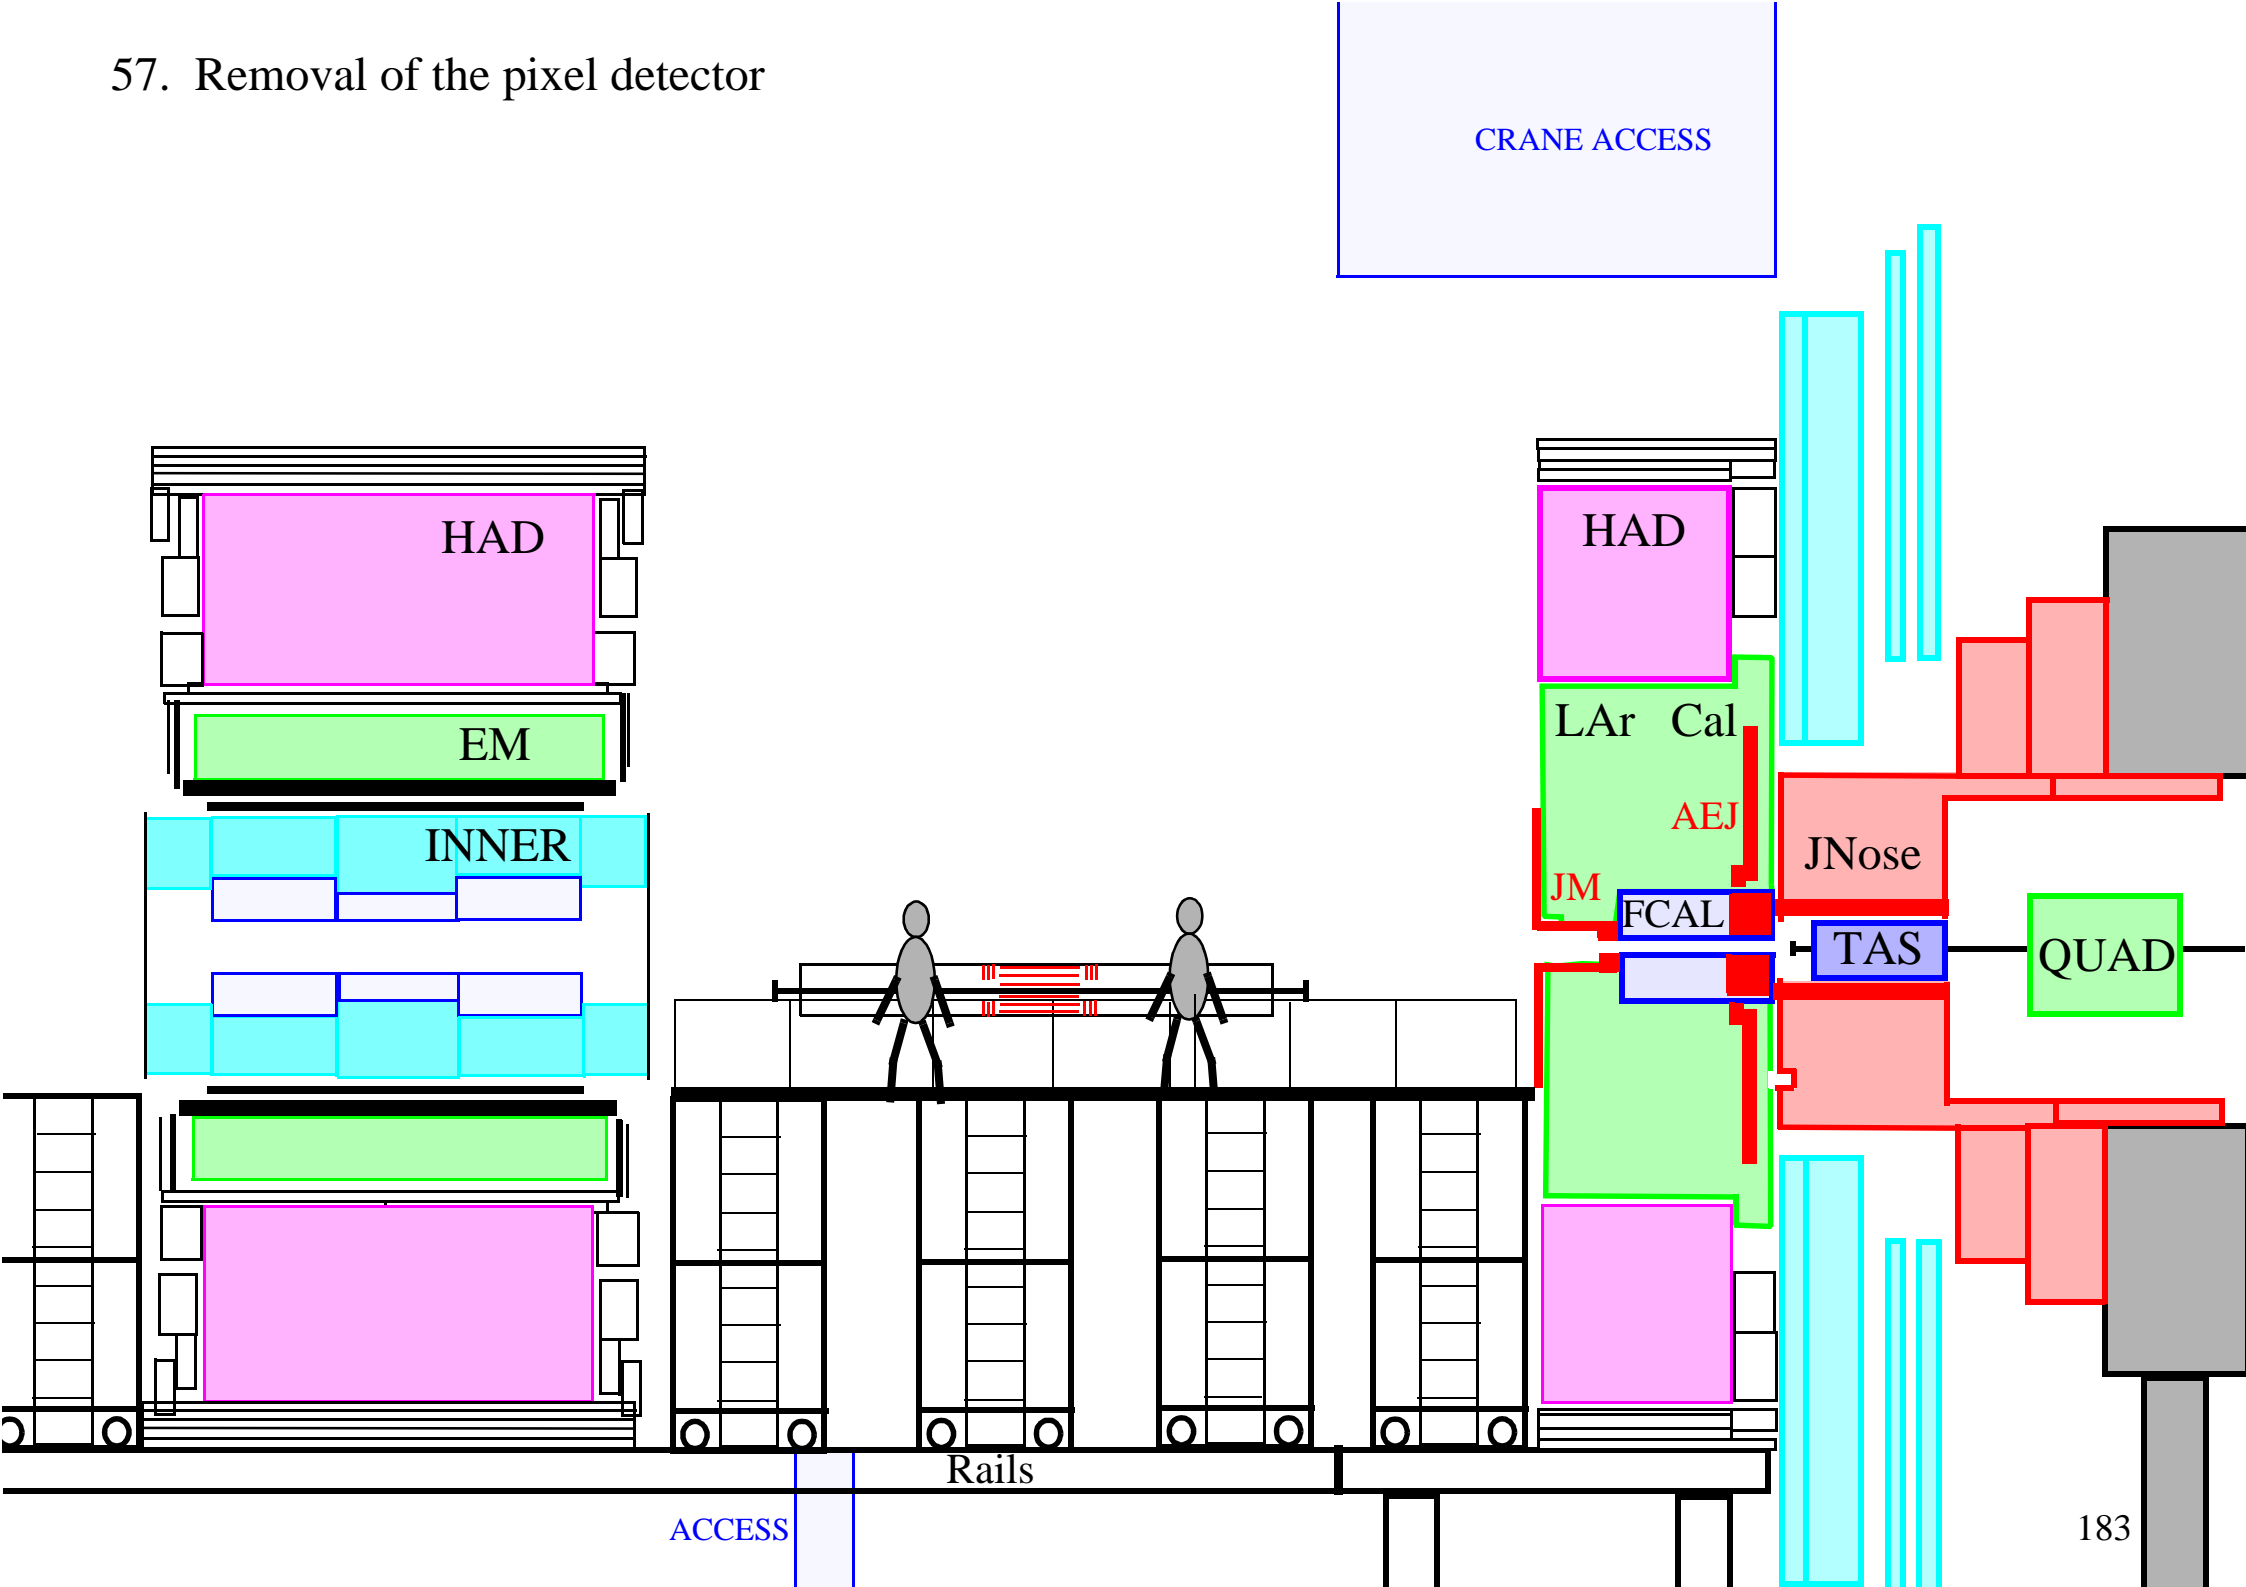 57. Removal of the pixel detector
CRANE ACCESS
HAD
HAD
LAr Cal
EM
AEJ
INNER
JNose
JM
FCAL
TAS
QUAD
Rails
ACCESS
183